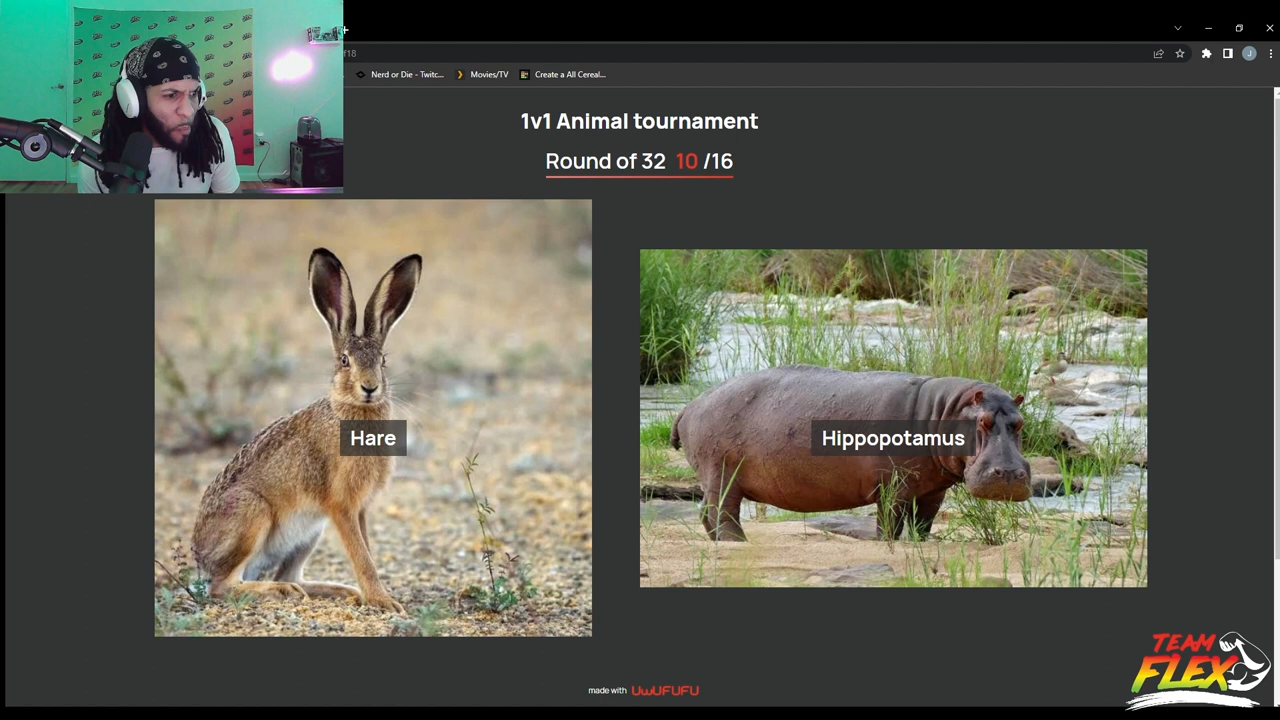 f18
Nerd or Die - Twitc...
Movies/TV
Create a All Cereal...
J
1v1 Animal tournament
Round of 32 10 /16
Hare
Hippopotamus
made with UwUFUFU
TEAM
FLEX